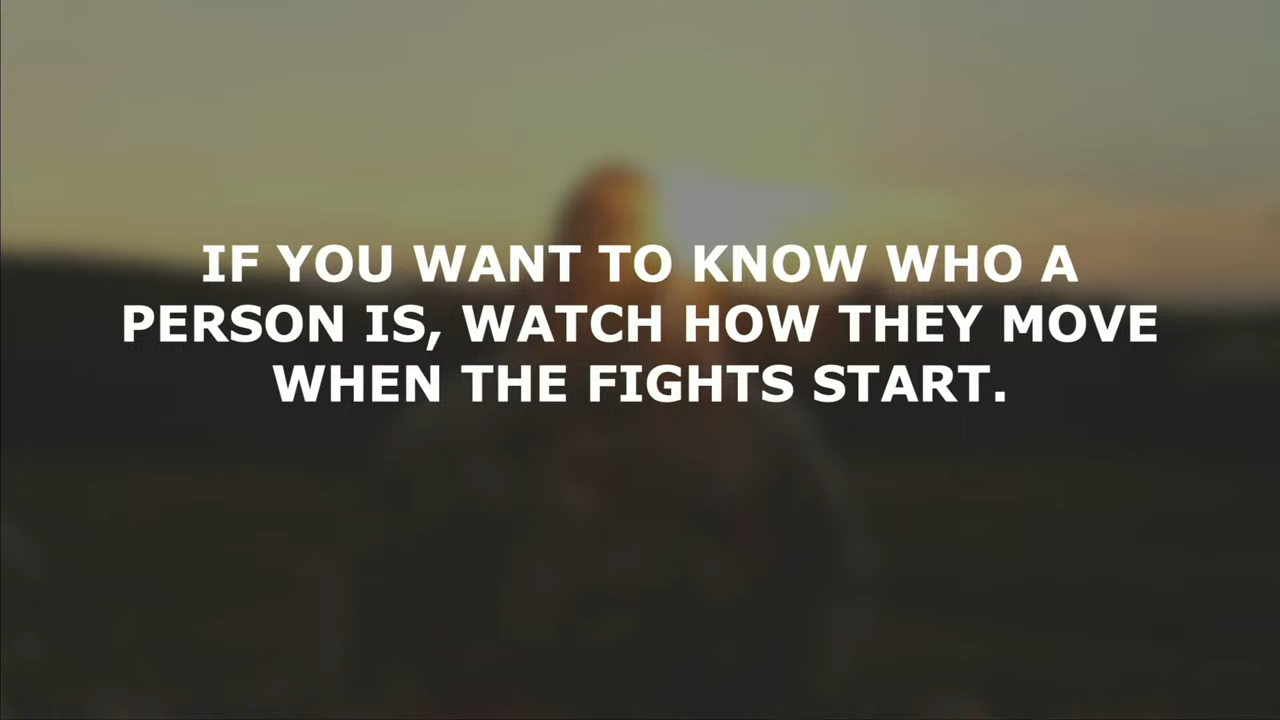 IF YOU WANT TO KNOW WHO A
PERSON IS, WATCH HOW THEY MOVE
WHEN THE FIGHTS START.